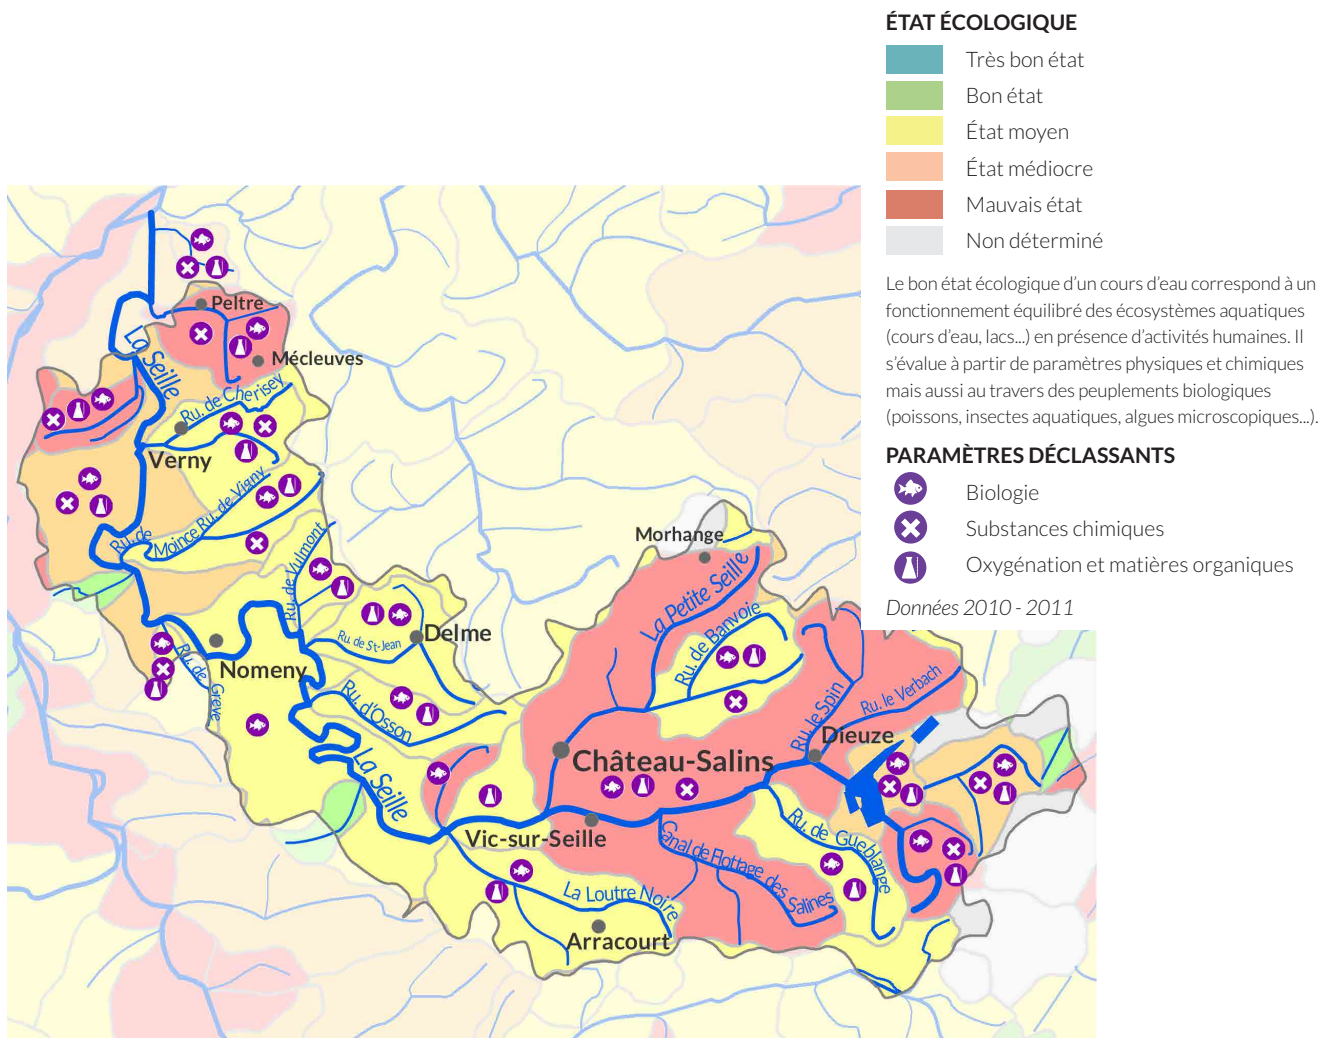 ÉTAT ÉCOLOGIQUE
Très bon état
Bon état
État moyen
État médiocre
Mauvais état
Non déterminé
Le bon état écologique d'un cours d'eau correspond à un
fonctionnement équilibré des écosystèmes aquatiques
(cours d'eau, lacs...) en présence d'activités humaines. Il
s'évalue à partir de paramètres physiques et chimiques
mais aussi au travers des peuplements biologiques
(poissons, insectes aquatiques, algues microscopiques...).
PARAMÈTRES DÉCLASSANTS
Biologie
Substances chimiques
Oxygénation et matières organiques
Données 2010 - 2011
Peltre
Mécleuves
La Seille
Ru. de Cherisey
Verny
Ru. de Vigny
Ru. de Moince
Ru. de Vulmont
Morhange
La Petite Seille
Ru. de Banvoie
Ru. de St-Jean
Delme
Nomeny
Ru. de Grève
Ru. d'Osson
La Seille
Ru. le Spin
Ru. le Verbach
Dieuze
Château-Salins
Vic-sur-Seille
Canal de Flottage des Salines
Ru. de Gueblange
La Loutre Noire
Arracourt